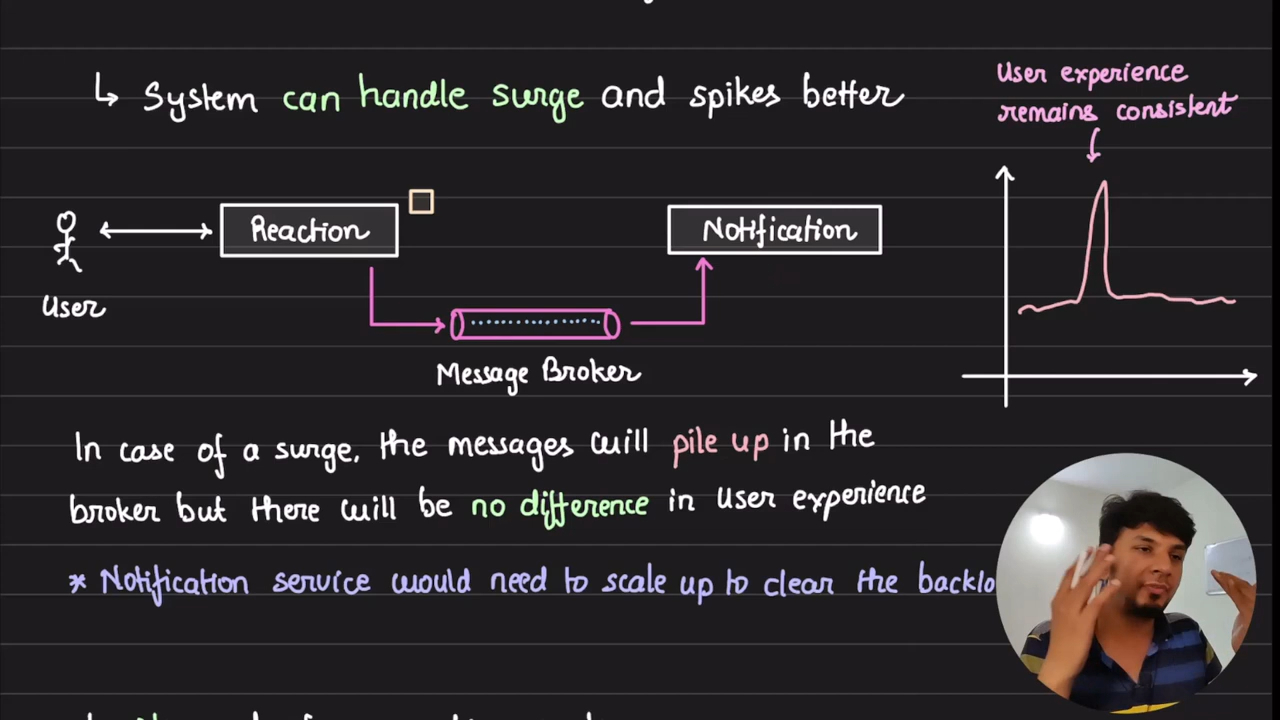 ↳ System can handle surge and spikes better
User experience
remains consistent
Reaction
Notification
User
Message Broker
In case of a surge, the messages will pile up in the
broker but there will be no difference in user experience
* Notification service would need to scale up to clear the